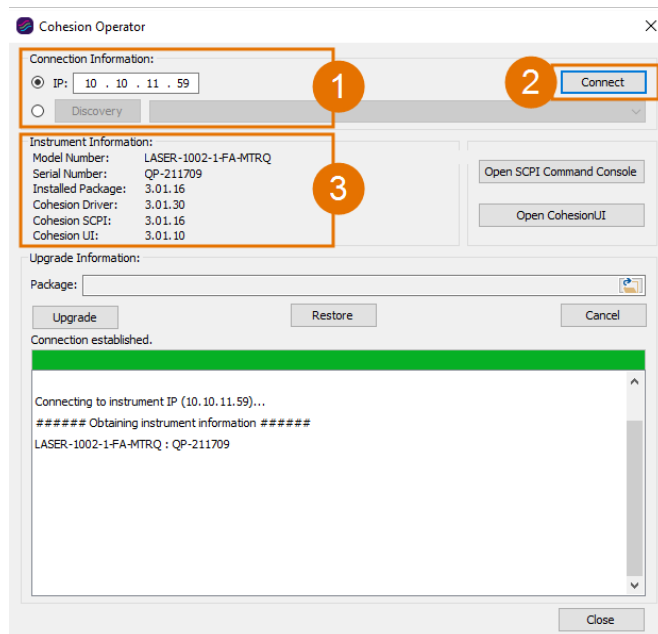 Cohesion Operator
Connection Information:
IP: 10 . 10 . 11 . 59
1
2
Connect
Discovery
Instrument Information:
Model Number: LASER-1002-1-FA-MTRQ
Serial Number: QP-211709
Installed Package: 3.01.16
Cohesion Driver: 3.01.30
Cohesion SCPI: 3.01.16
Cohesion UI: 3.01.10
3
Open SCPI Command Console
Open CohesionUI
Upgrade Information:
Package:
Upgrade Restore Cancel
Connection established.
Connecting to instrument IP (10.10.11.59)...
###### Obtaining instrument information ######
LASER-1002-1-FA-MTRQ : QP-211709
Close